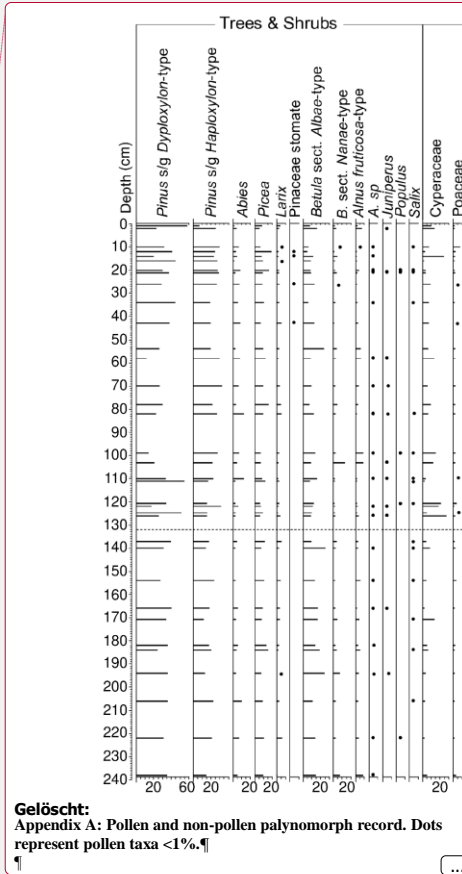 Trees & Shrubs
Depth (cm)
Pinus s/g Dyploxylon-type
Pinus s/g Haploxylon-type
Abies
Picea
Larix
Pinaceae stomate
Betula sect. Albae-type
B. sect. Nanae-type
Alnus fruticosa-type
A. sp
Juniperus
Populus
Salix
Cyperaceae
Poaceae
0
10
20
30
40
50
60
70
80
90
100
110
120
130
140
150
160
170
180
190
200
210
220
230
240
20 60 20 20 20 20 20 20
Gelöscht:
Appendix A: Pollen and non-pollen palynomorph record. Dots
represent pollen taxa <1%.¶
¶
...